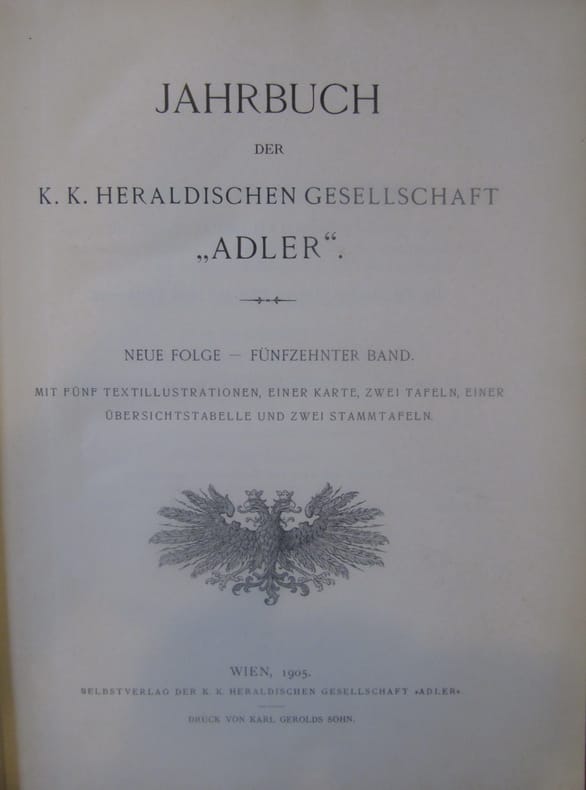 JAHRBUCH
DER
K. K. HERALDISCHEN GESELLSCHAFT
„ADLER“.
NEUE FOLGE — FÜNFZEHNTER BAND.
MIT FÜNF TEXTILLUSTRATIONEN, EINER KARTE, ZWEI TAFELN, EINER
ÜBERSICHTSTABELLE UND ZWEI STAMMTAFELN.
WIEN, 1905.
SELBSTVERLAG DER K. K. HERALDISCHEN GESELLSCHAFT »ADLER«.
DRUCK VON KARL GEROLDS SOHN.